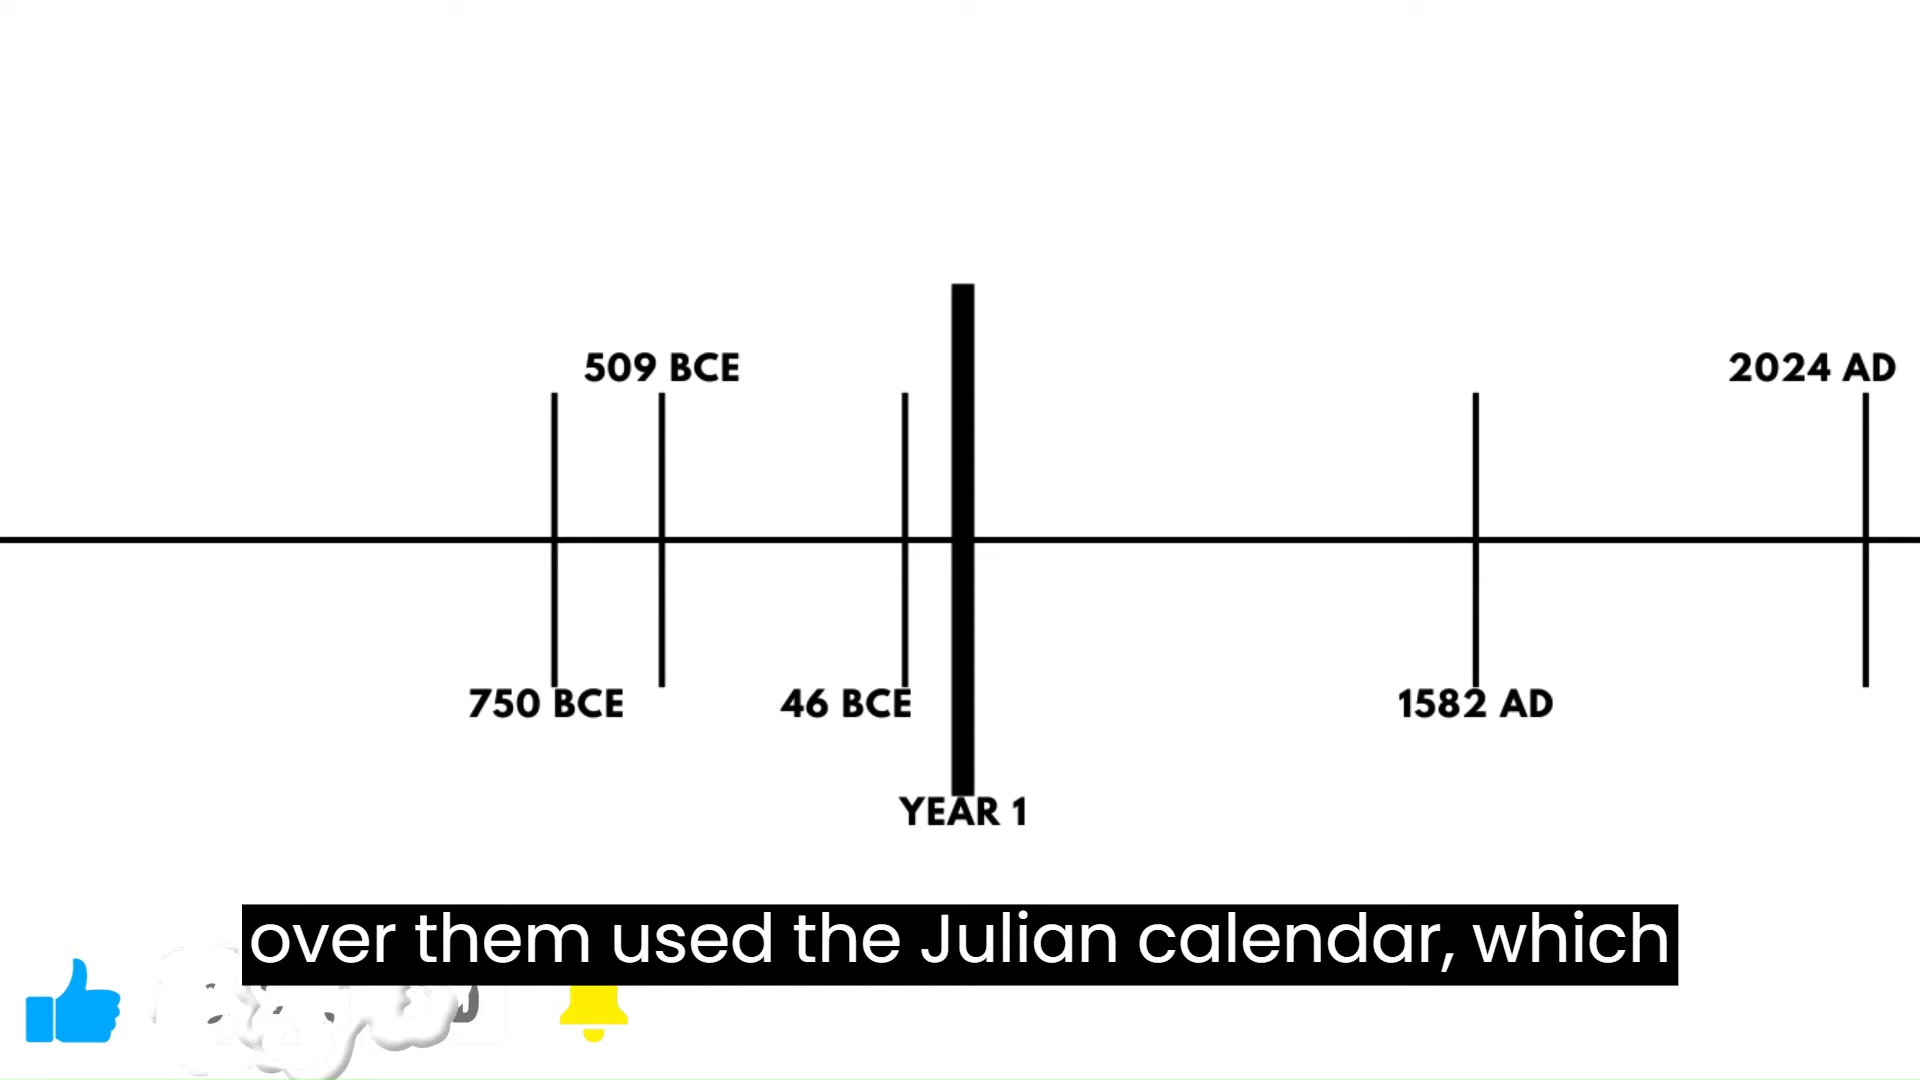 509 BCE
2024 AD
750 BCE
46 BCE
1582 AD
YEAR 1
over them used the Julian calendar, which